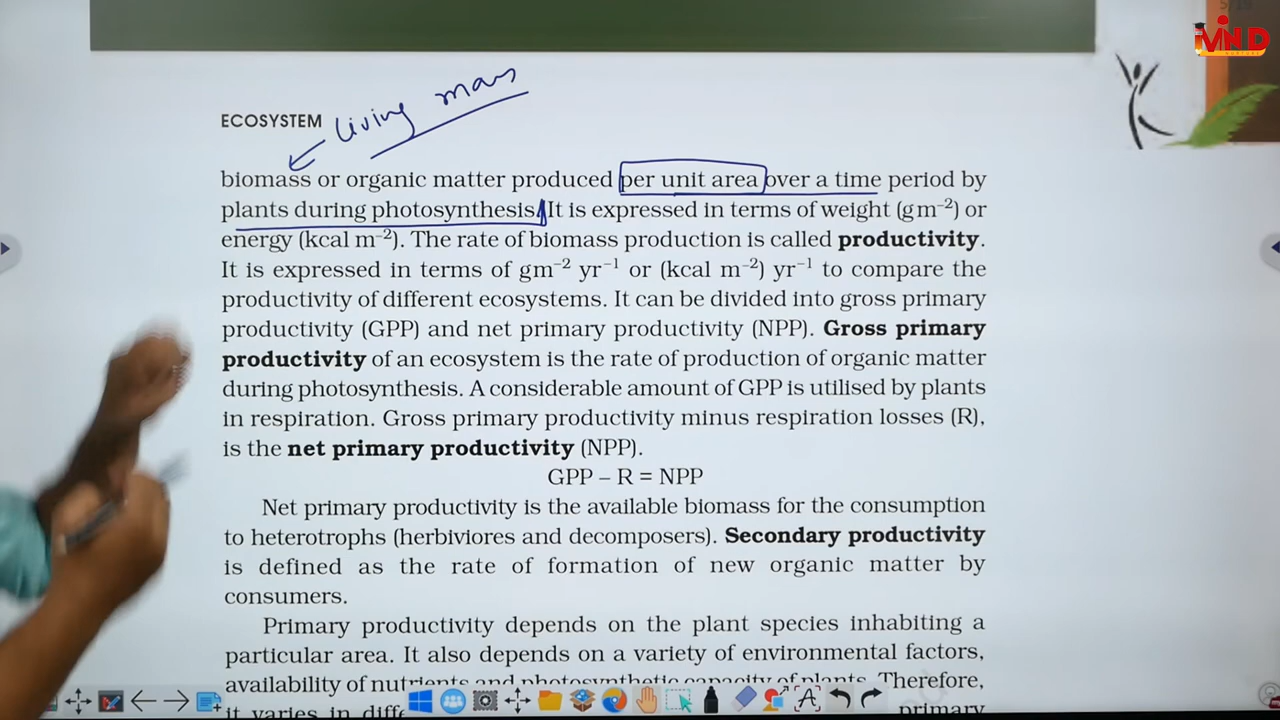 5/19
MIND
living mass
ECOSYSTEM
biomass or organic matter produced per unit area over a time period by
plants during photosynthesis. It is expressed in terms of weight (gm⁻²) or
energy (kcal m⁻²). The rate of biomass production is called productivity.
It is expressed in terms of gm⁻² yr⁻¹ or (kcal m⁻²) yr⁻¹ to compare the
productivity of different ecosystems. It can be divided into gross primary
productivity (GPP) and net primary productivity (NPP). Gross primary
productivity of an ecosystem is the rate of production of organic matter
during photosynthesis. A considerable amount of GPP is utilised by plants
in respiration. Gross primary productivity minus respiration losses (R),
is the net primary productivity (NPP).
GPP – R = NPP
Net primary productivity is the available biomass for the consumption
to heterotrophs (herbiviores and decomposers). Secondary productivity
is defined as the rate of formation of new organic matter by
consumers.
Primary productivity depends on the plant species inhabiting a
particular area. It also depends on a variety of environmental factors,
availability of nutrients and photosynthetic capacity of plants. Therefore,
it varies in primary